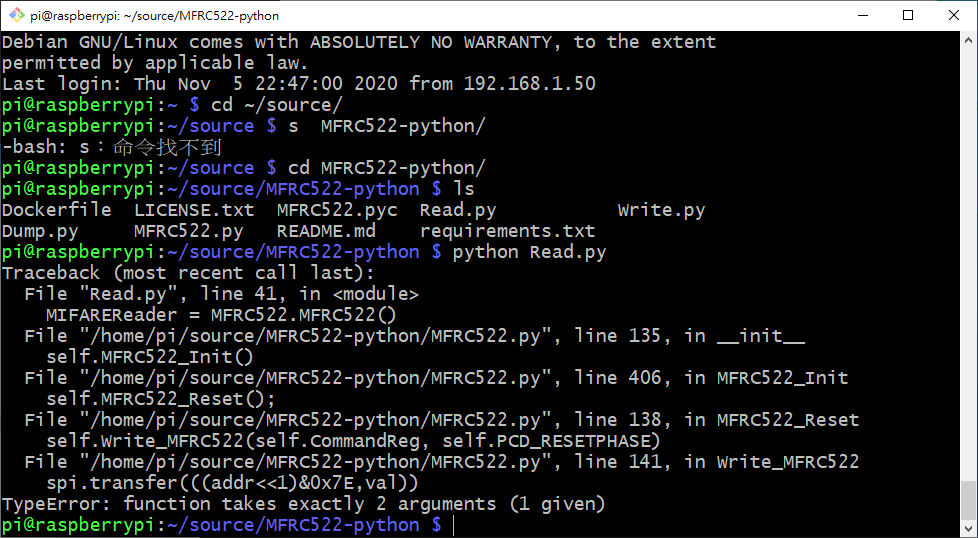 pi@raspberrypi: ~/source/MFRC522-python
Debian GNU/Linux comes with ABSOLUTELY NO WARRANTY, to the extent
permitted by applicable law.
Last login: Thu Nov  5 22:47:00 2020 from 192.168.1.50
pi@raspberrypi:~ $ cd ~/source/
pi@raspberrypi:~/source $ s  MFRC522-python/
-bash: s：命令找不到
pi@raspberrypi:~/source $ cd MFRC522-python/
pi@raspberrypi:~/source/MFRC522-python $ ls
Dockerfile  LICENSE.txt  MFRC522.pyc  Read.py           Write.py
Dump.py     MFRC522.py   README.md    requirements.txt
pi@raspberrypi:~/source/MFRC522-python $ python Read.py
Traceback (most recent call last):
  File "Read.py", line 41, in <module>
    MIFAREReader = MFRC522.MFRC522()
  File "/home/pi/source/MFRC522-python/MFRC522.py", line 135, in __init__
    self.MFRC522_Init()
  File "/home/pi/source/MFRC522-python/MFRC522.py", line 406, in MFRC522_Init
    self.MFRC522_Reset();
  File "/home/pi/source/MFRC522-python/MFRC522.py", line 138, in MFRC522_Reset
    self.Write_MFRC522(self.CommandReg, self.PCD_RESETPHASE)
  File "/home/pi/source/MFRC522-python/MFRC522.py", line 141, in Write_MFRC522
    spi.transfer(((addr<<1)&0x7E,val))
TypeError: function takes exactly 2 arguments (1 given)
pi@raspberrypi:~/source/MFRC522-python $